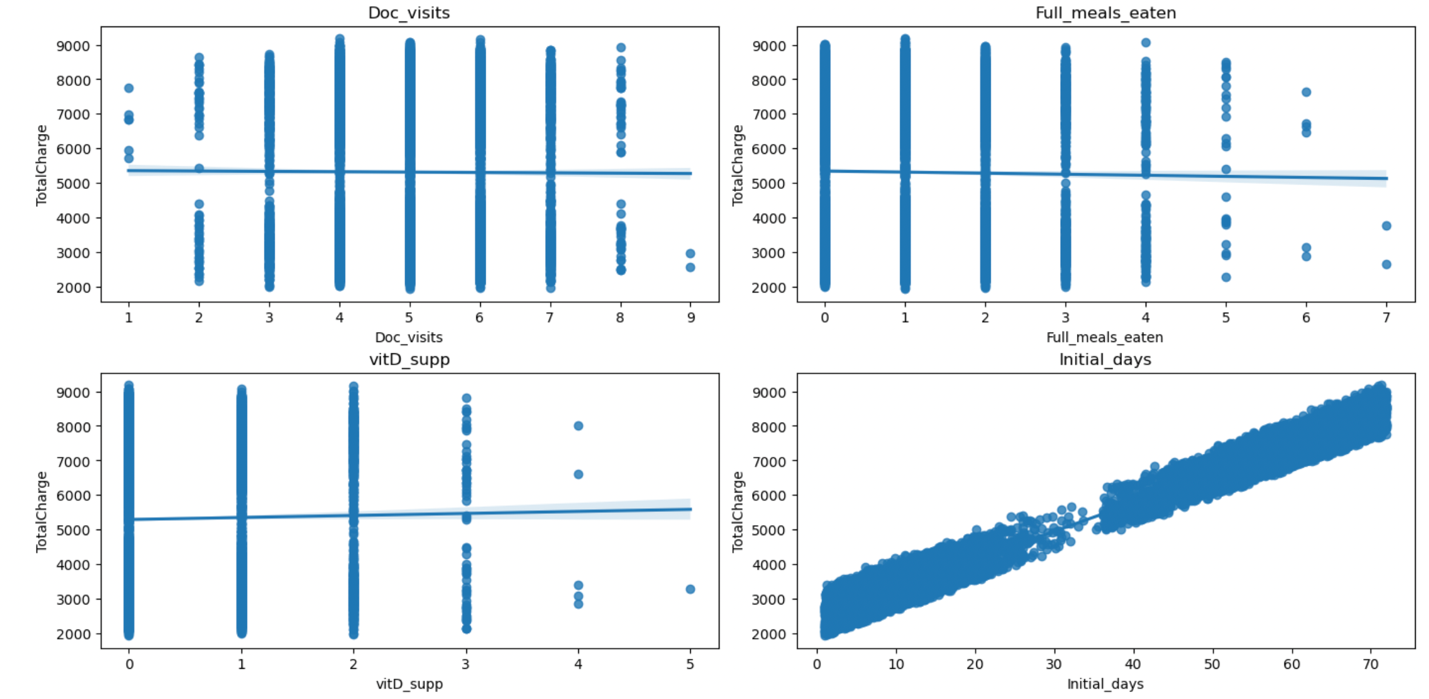 Doc_visits
TotalCharge
9000
8000
7000
6000
5000
4000
3000
2000
1 2 3 4 5 6 7 8 9
Doc_visits
Full_meals_eaten
TotalCharge
9000
8000
7000
6000
5000
4000
3000
2000
0 1 2 3 4 5 6 7
Full_meals_eaten
vitD_supp
TotalCharge
9000
8000
7000
6000
5000
4000
3000
2000
0 1 2 3 4 5
vitD_supp
Initial_days
TotalCharge
9000
8000
7000
6000
5000
4000
3000
2000
0 10 20 30 40 50 60 70
Initial_days